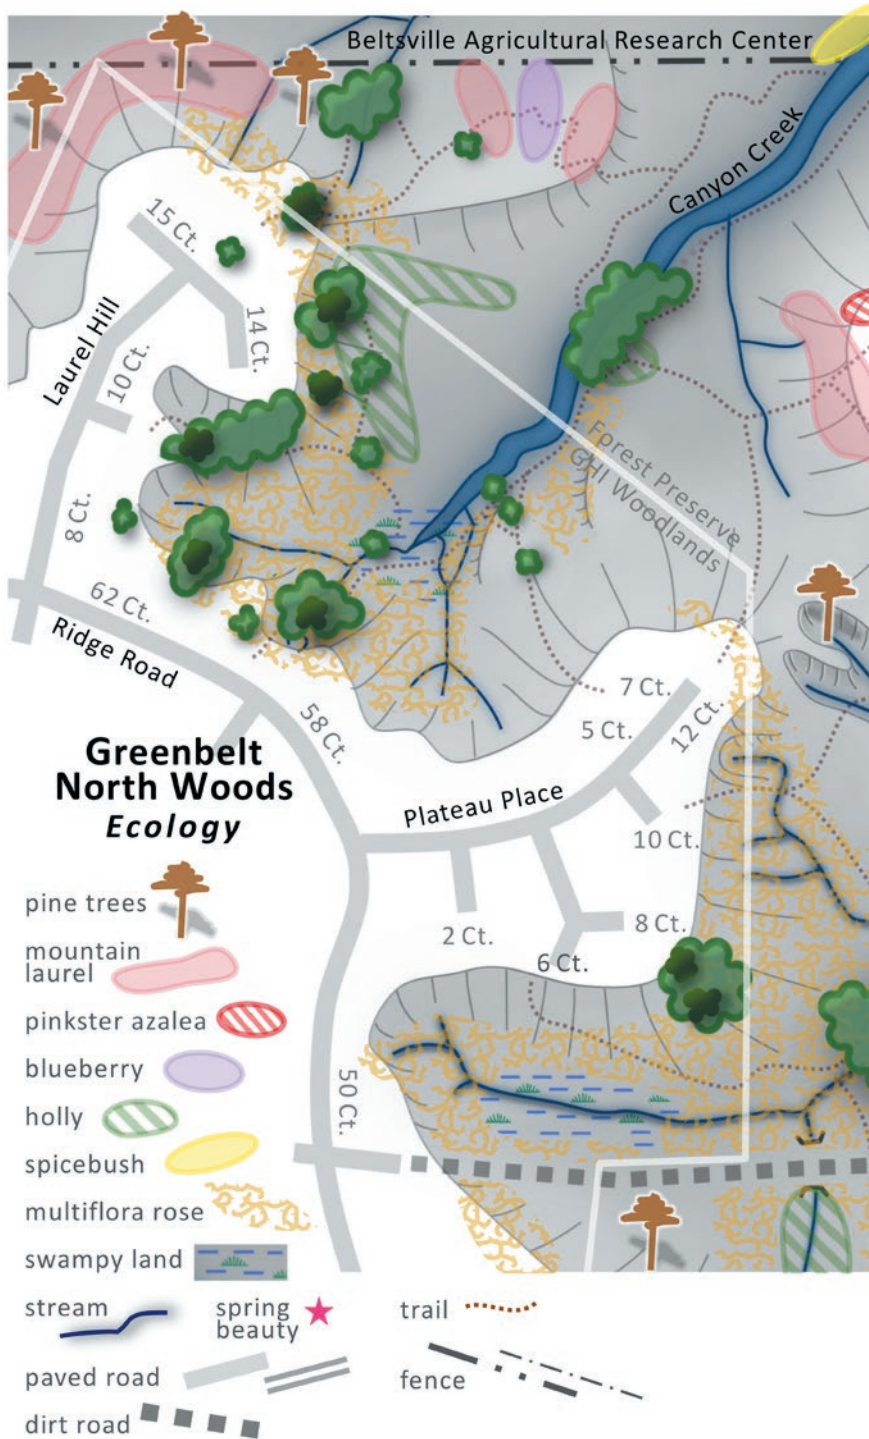 Beltsville Agricultural Research Center
Canyon Creek
15 Ct.
14 Ct.
Laurel Hill
10 Ct.
Forest Preserve
GHI Woodlands
8 Ct.
62 Ct.
Ridge Road
7 Ct.
58 Ct.
5 Ct.
12 Ct.
Greenbelt
North Woods
Ecology
Plateau Place
10 Ct.
2 Ct.
8 Ct.
6 Ct.
50 Ct.
pine trees
mountain
laurel
pinkster azalea
blueberry
holly
spicebush
multiflora rose
swampy land
stream
spring
beauty
trail
paved road
fence
dirt road